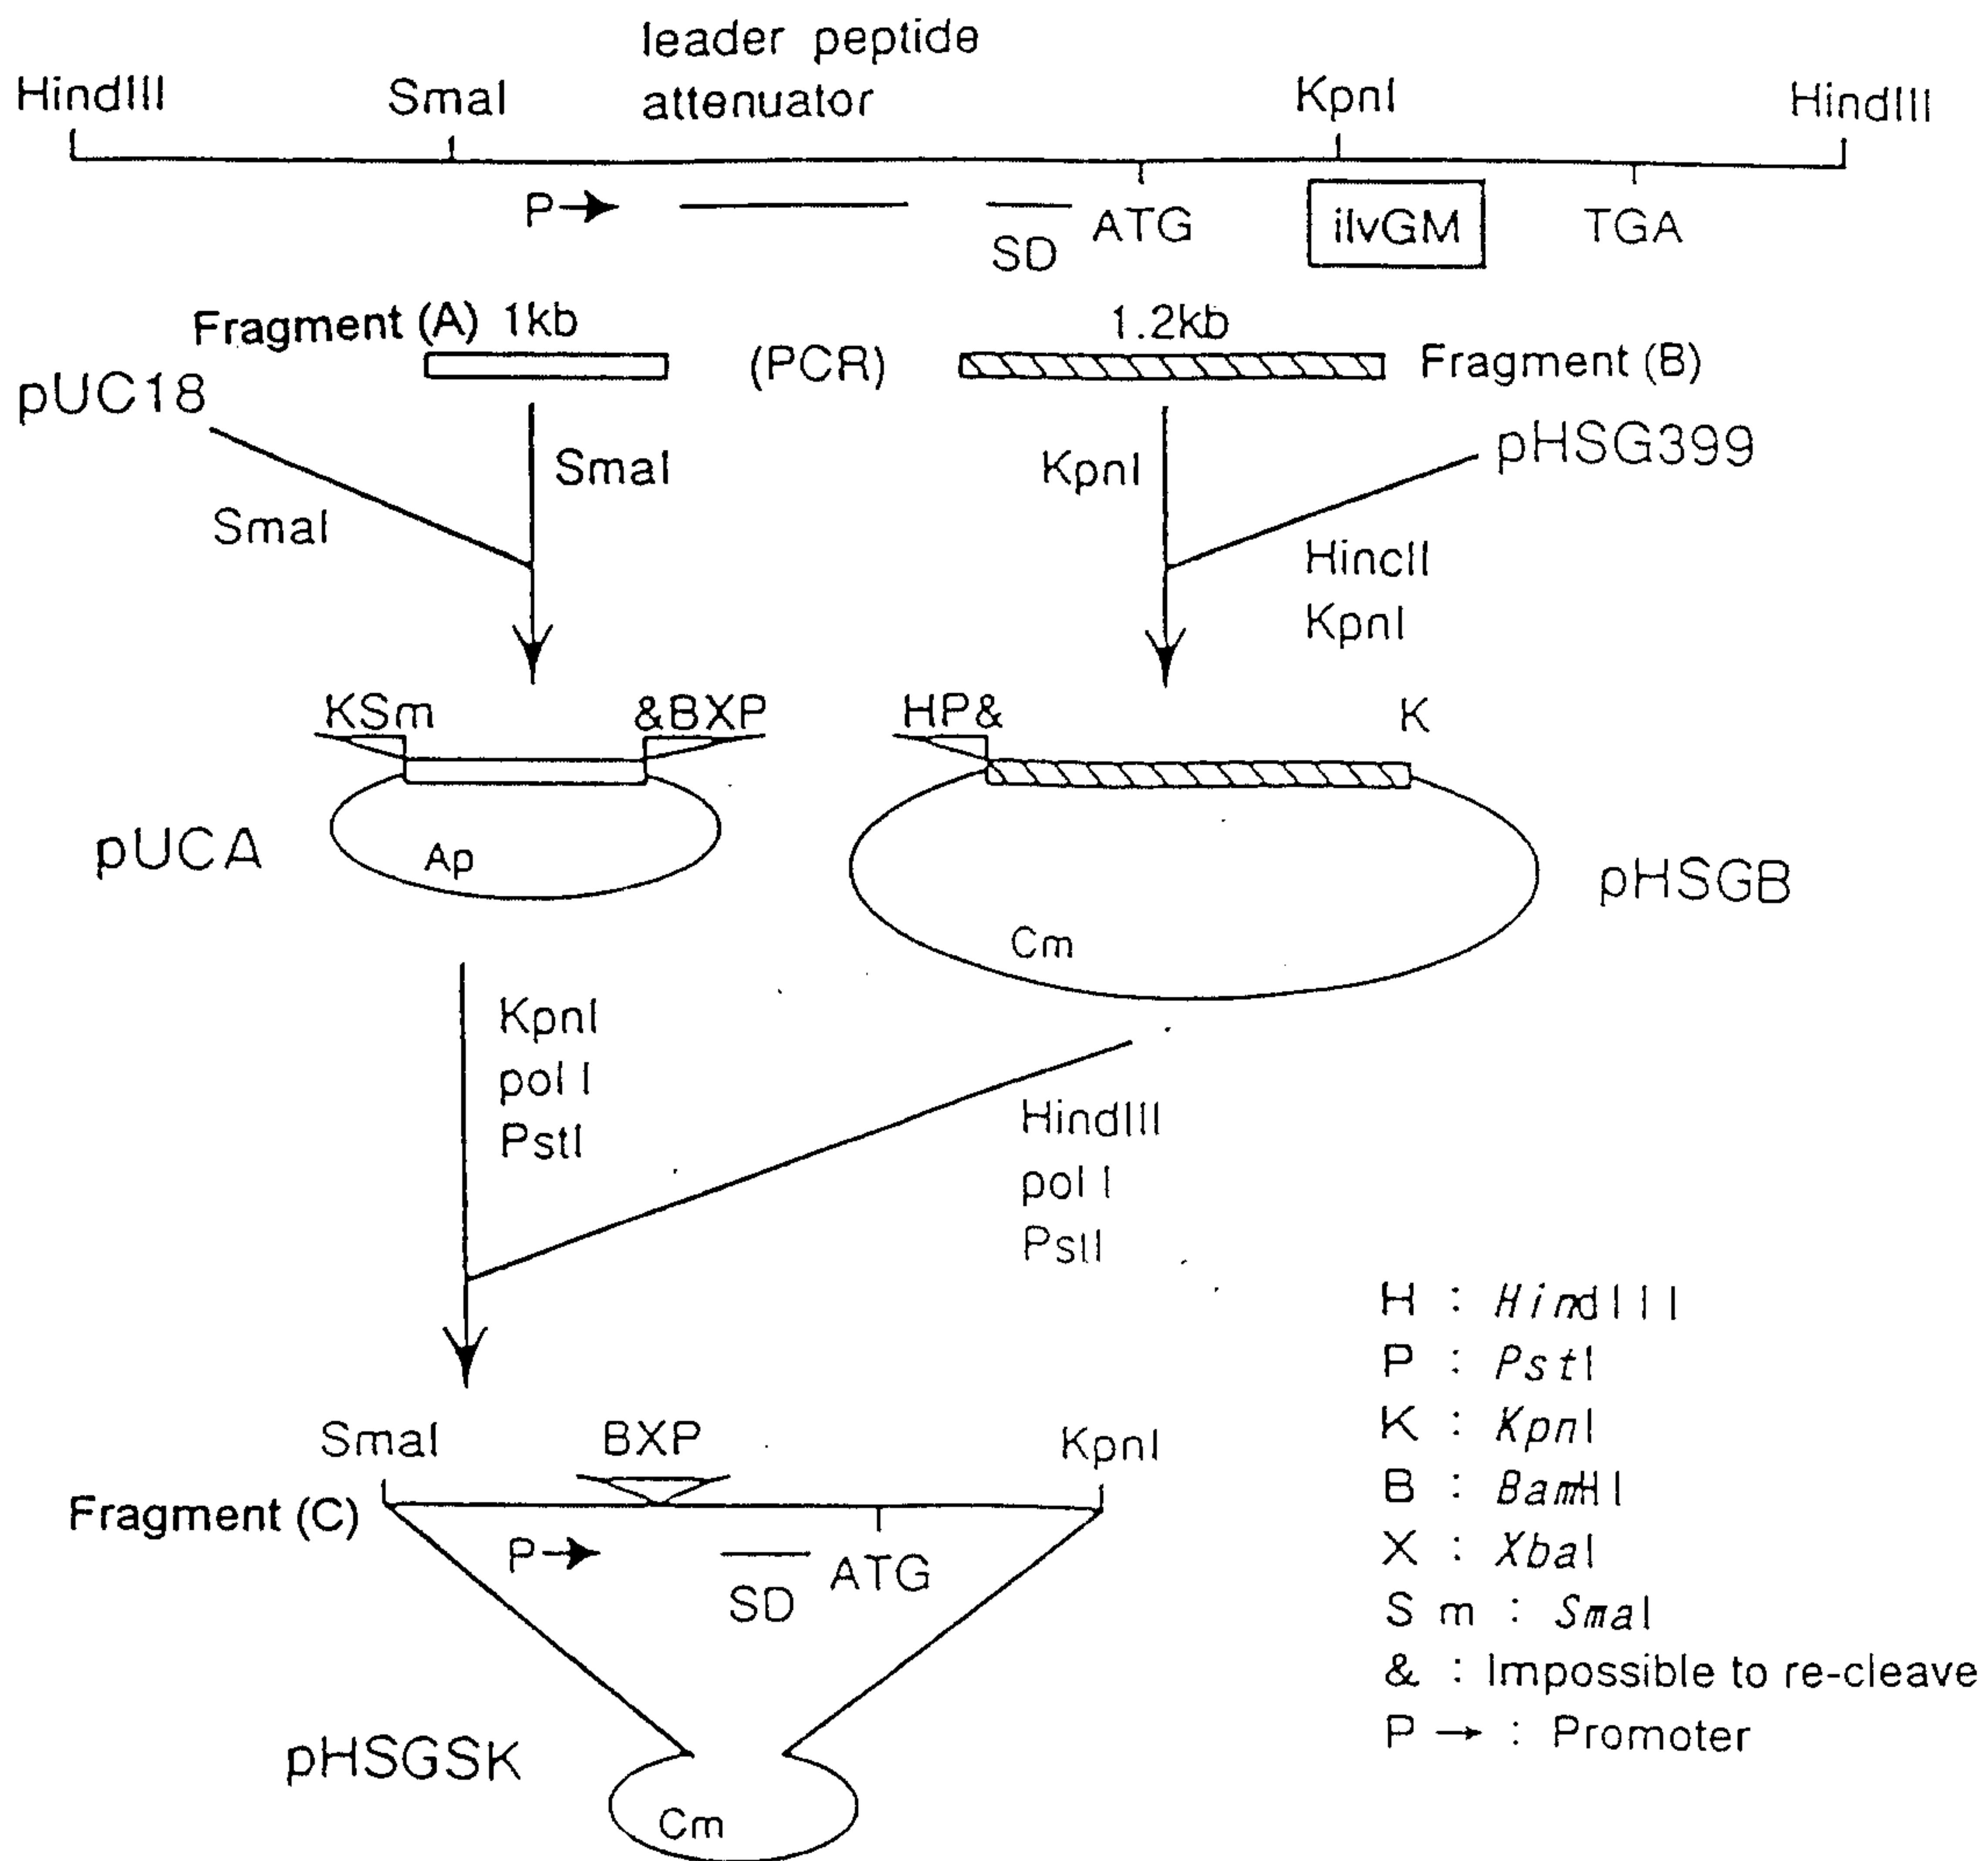 leader peptide
attenuator
HindIII
SmaI
KpnI
HindIII
P→
SD
ATG
ilvGM
TGA
Fragment (A) 1kb
(PCR)
1.2kb
Fragment (B)
pUC18
pHSG399
SmaI
SmaI
KpnI
HincII
KpnI
KSm
&BXP
HP&
K
pUCA
Ap
pHSGB
Cm
KpnI
pol I
PstI
HindIII
pol I
PstI
SmaI
BXP
KpnI
Fragment (C)
P→
SD
ATG
pHSGSK
Cm
H : HindIII
P : PstI
K : KpnI
B : BamHI
X : XbaI
Sm : SmaI
& : Impossible to re-cleave
P → : Promoter